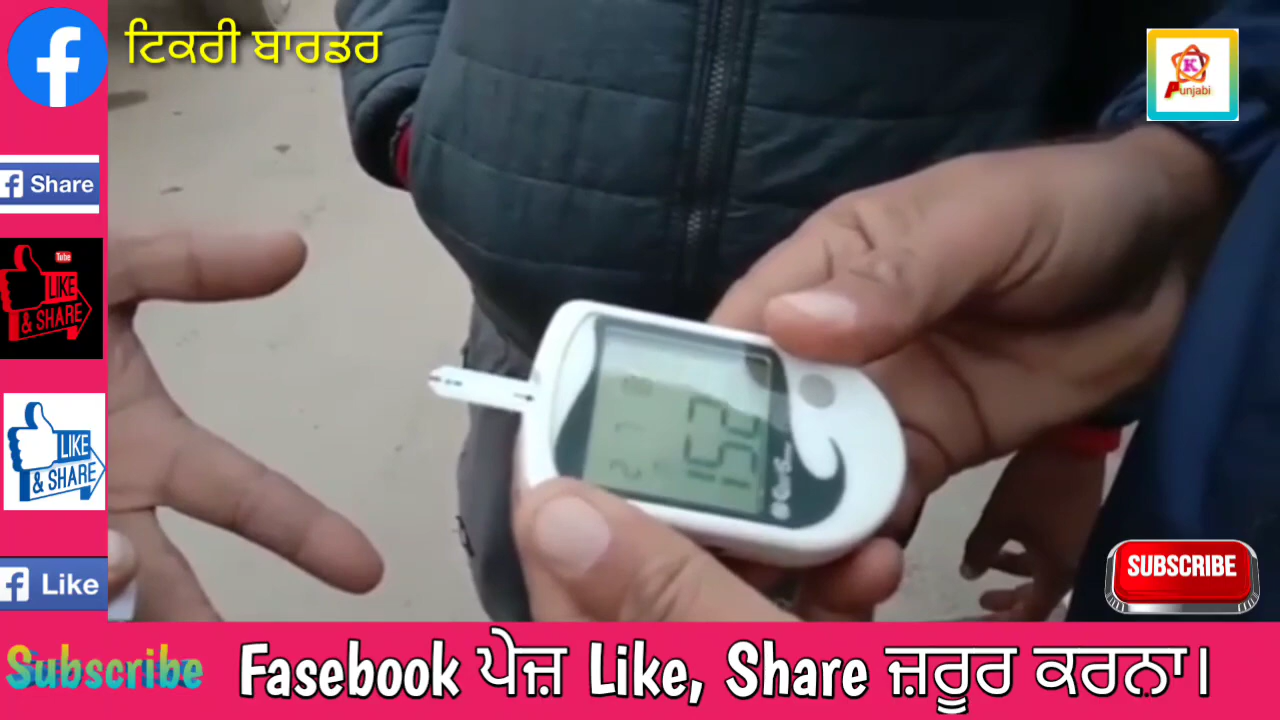 ਟਿਕਰੀ ਬਾਰਡਰ
K
Punjabi
f Share
Tube
LIKE
& SHARE
LIKE
& SHARE
f Like
SUBSCRIBE
Subscribe
Fasebook ਪੇਜ਼ Like, Share ਜ਼ਰੂਰ ਕਰਨਾ।